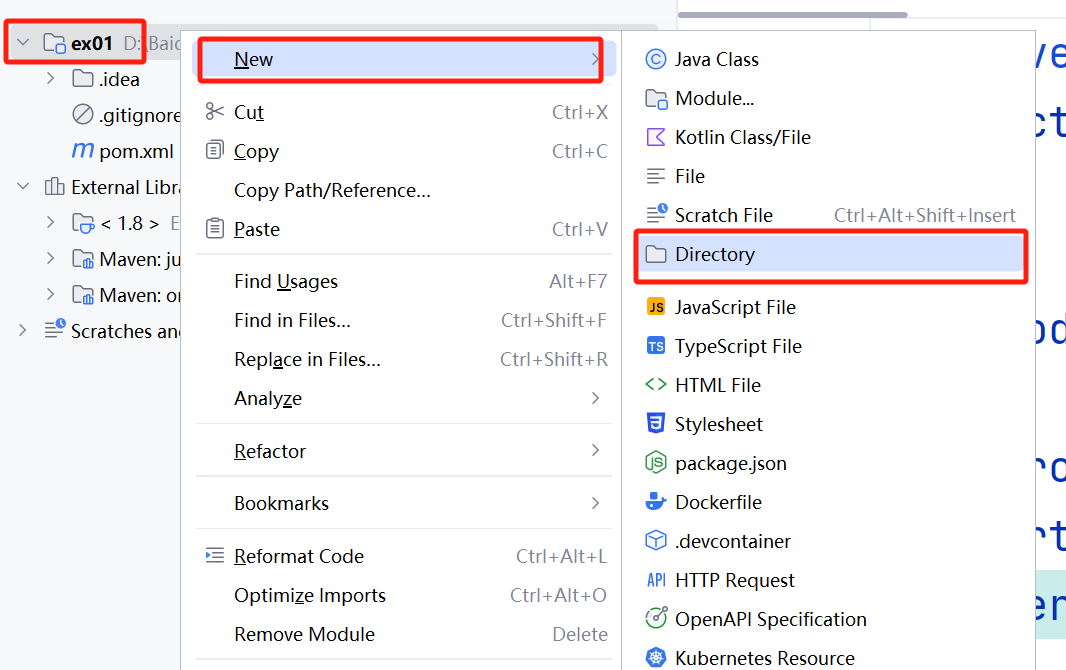 ex01 D:\Baid
.idea
.gitignore
pom.xml
External Libra
< 1.8 > E
Maven: ju
Maven: or
Scratches and
New
Cut Ctrl+X
Copy Ctrl+C
Copy Path/Reference...
Paste Ctrl+V
Find Usages Alt+F7
Find in Files... Ctrl+Shift+F
Replace in Files... Ctrl+Shift+R
Analyze
Refactor
Bookmarks
Reformat Code Ctrl+Alt+L
Optimize Imports Ctrl+Alt+O
Remove Module Delete
Java Class
Module...
Kotlin Class/File
File
Scratch File Ctrl+Alt+Shift+Insert
Directory
JS JavaScript File
TS TypeScript File
HTML File
Stylesheet
package.json
Dockerfile
.devcontainer
API HTTP Request
OpenAPI Specification
Kubernetes Resource